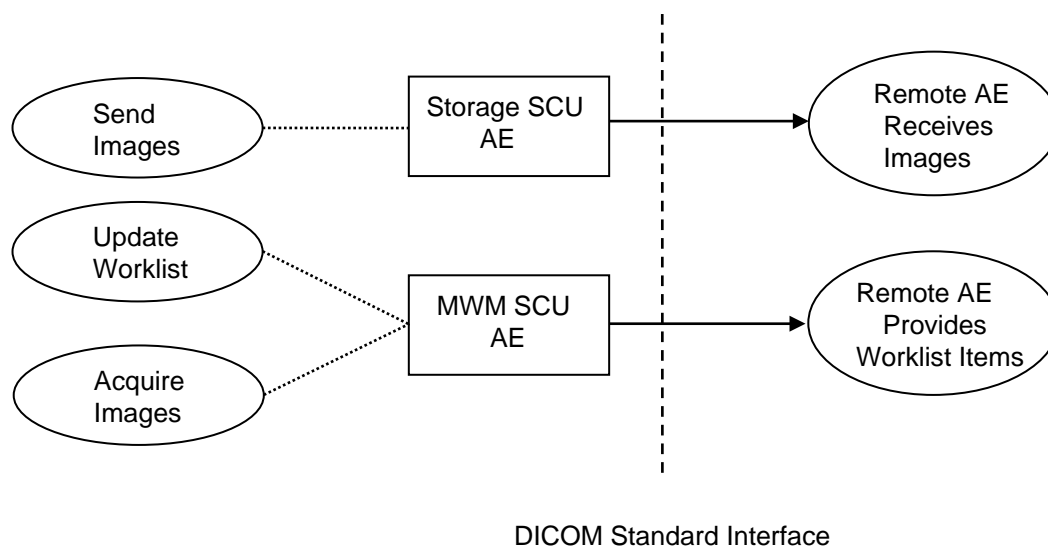 Send
Images
Storage SCU
AE
Remote AE
Receives
Images
Update
Worklist
MWM SCU
AE
Remote AE
Provides
Worklist Items
Acquire
Images
DICOM Standard Interface